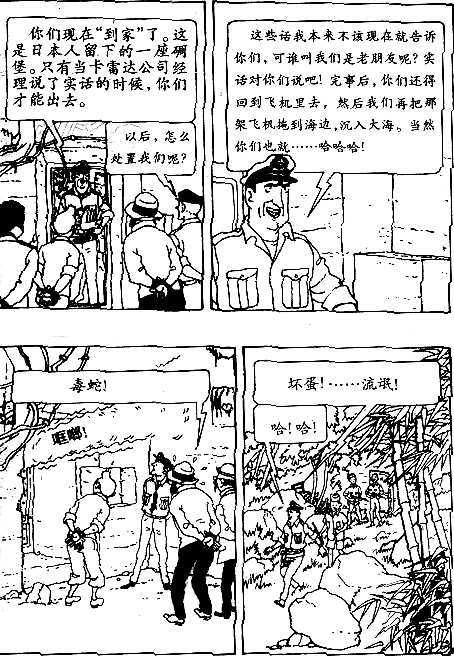 你们现在“到家”了。这
是日本人留下的一座碉
堡。只有当卡雷达公司经
理说了实话的时候，你们
才能出去。
以后，怎么
处置我们呢？
这些话我本来不该现在就告诉
你们，可谁叫我们是老朋友呢？实
话对你们说吧！完事后，你们还得
回到飞机里去，然后我们再把那
架飞机拖到海边，沉入大海。当然
你们也就……哈哈哈！
毒蛇！
哐啷！
坏蛋！……流氓！
哈！哈！